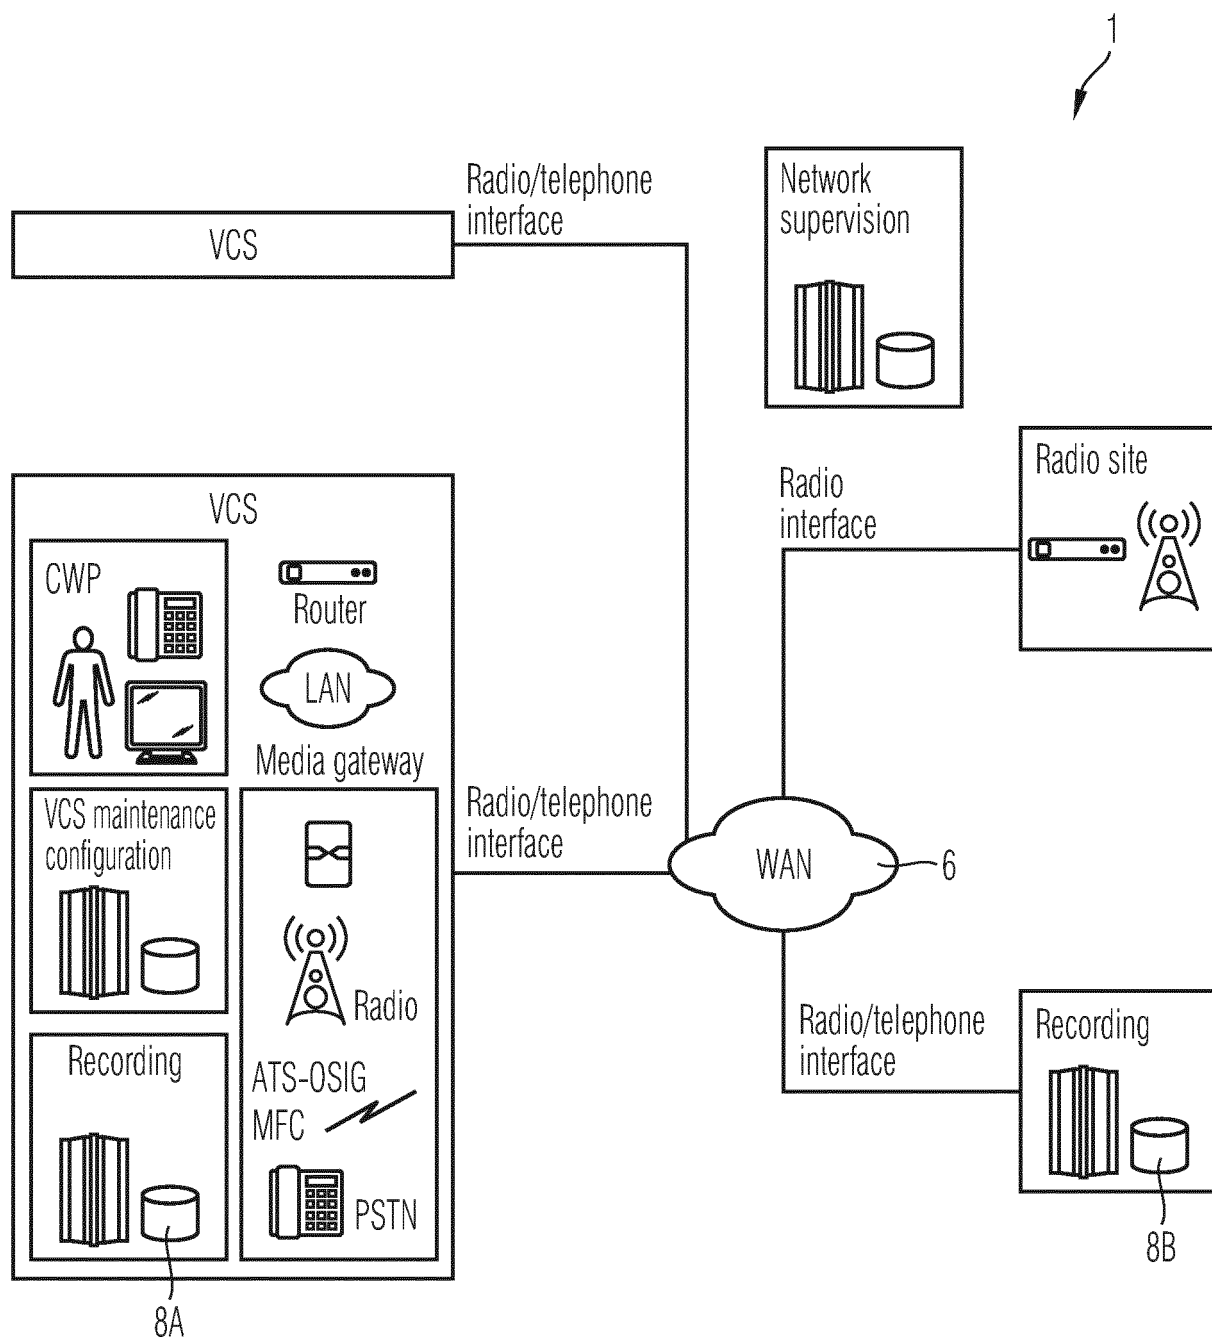 1
Radio/telephone
interface
VCS
Network
supervision
Radio site
Radio
interface
VCS
CWP
Router
LAN
Media gateway
VCS maintenance
configuration
Radio/telephone
interface
WAN
6
Radio
Recording
ATS-OSIG
MFC
PSTN
8A
Radio/telephone
interface
Recording
8B